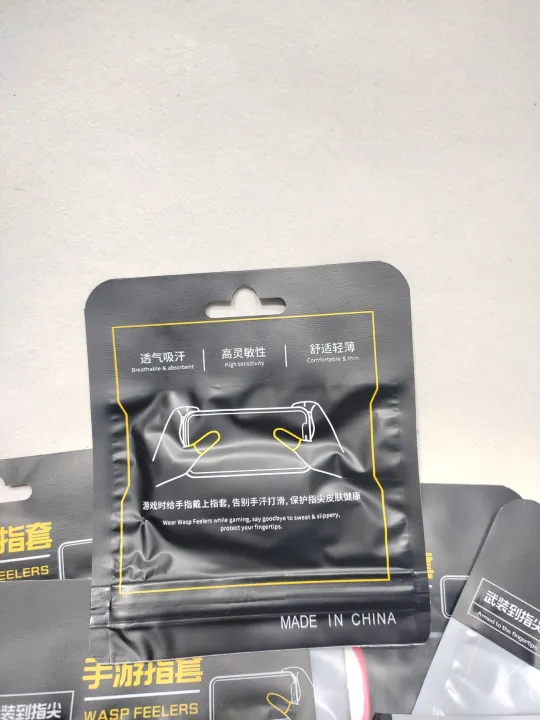 透气吸汗
Breathable & absorbent
高灵敏性
High sensitivity
舒适轻薄
Comfortable & thin
游戏时给手指戴上指套, 告别手汗打滑, 保护指尖皮肤健康
Wear Wasp Feelers while gaming, say goodbye to sweat & slippery,
protect your fingertips.
MADE IN CHINA
指套
FEELERS
手游指套
WASP FEELERS
装到指尖
套
武装到指尖
Armed to the fingertips